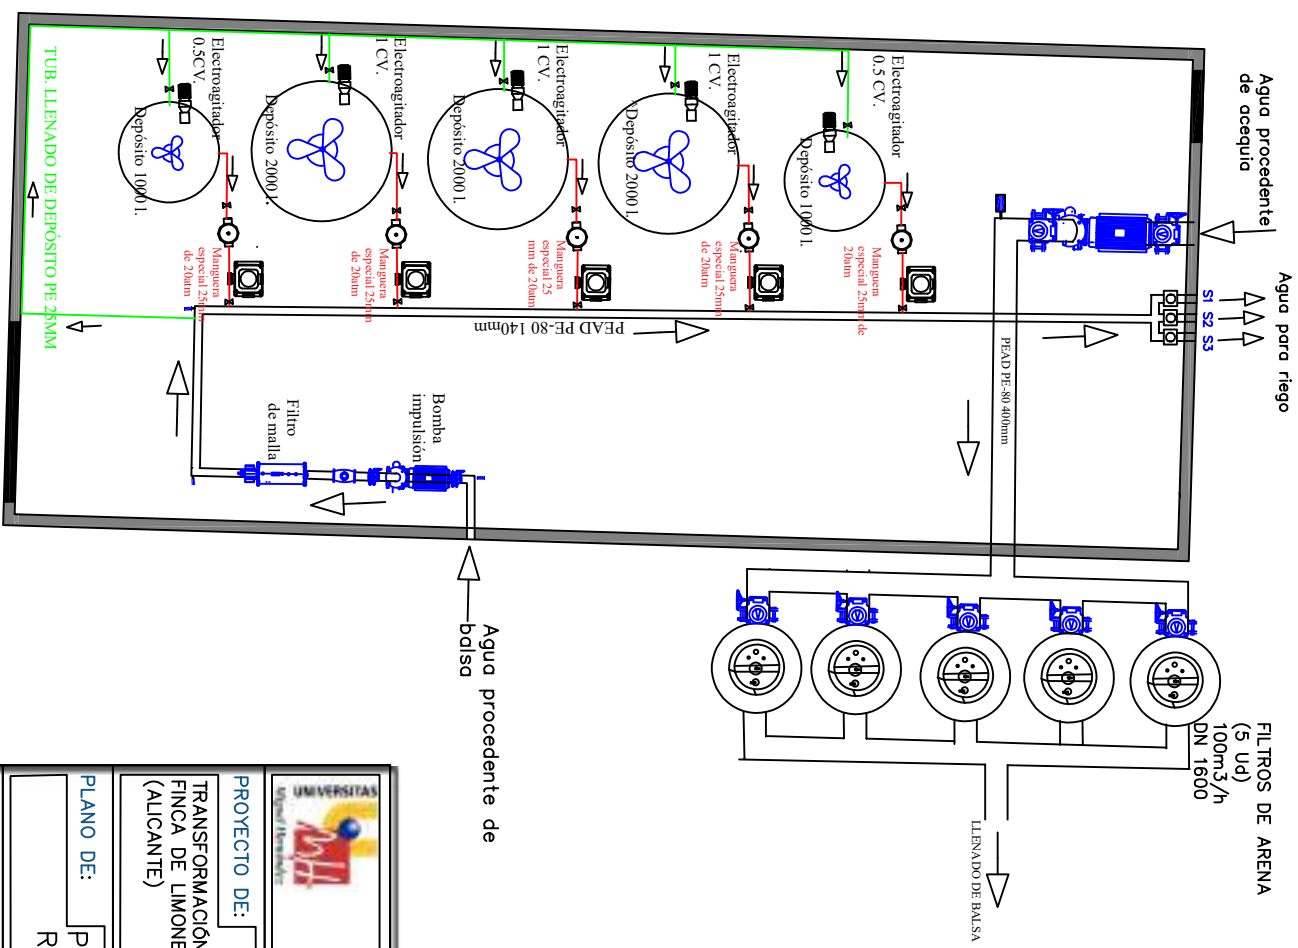 Agua procedente
de acequia
Agua para riego
S1
S2
S3
Electroagitador
0.5CV.
Electroagitador
1 CV.
Electroagitador
1 CV.
Electroagitador
1 CV.
Electroagitador
0.5 CV.
Depósito 1000 l.
Depósito 2000 l.
Depósito 2000 l.
Depósito 2000 l.
Depósito 1000 l.
Manguera
especial 25mm
de 20atm
Manguera
especial 25mm
de 20atm
Manguera
especial 25
mm de 20atm
Manguera
especial 25mm
de 20atm
Manguera
especial 25mm de
20atm
TUB. LLENADO DE DEPÓSITO PE 25MM
PEAD PE-80 140mm
PEAD PE-80 400mm
Bomba
impulsión
Filtro
de malla
Agua procedente de
balsa
FILTROS DE ARENA
(5 Ud)
100m3/h
DN 1600
LLENADO DE BALSA
UNIVERSITAS
Miguel Hernández
PROYECTO DE:
TRANSFORMACIÓN
FINCA DE LIMONE
(ALICANTE)
PLANO DE:
P
R